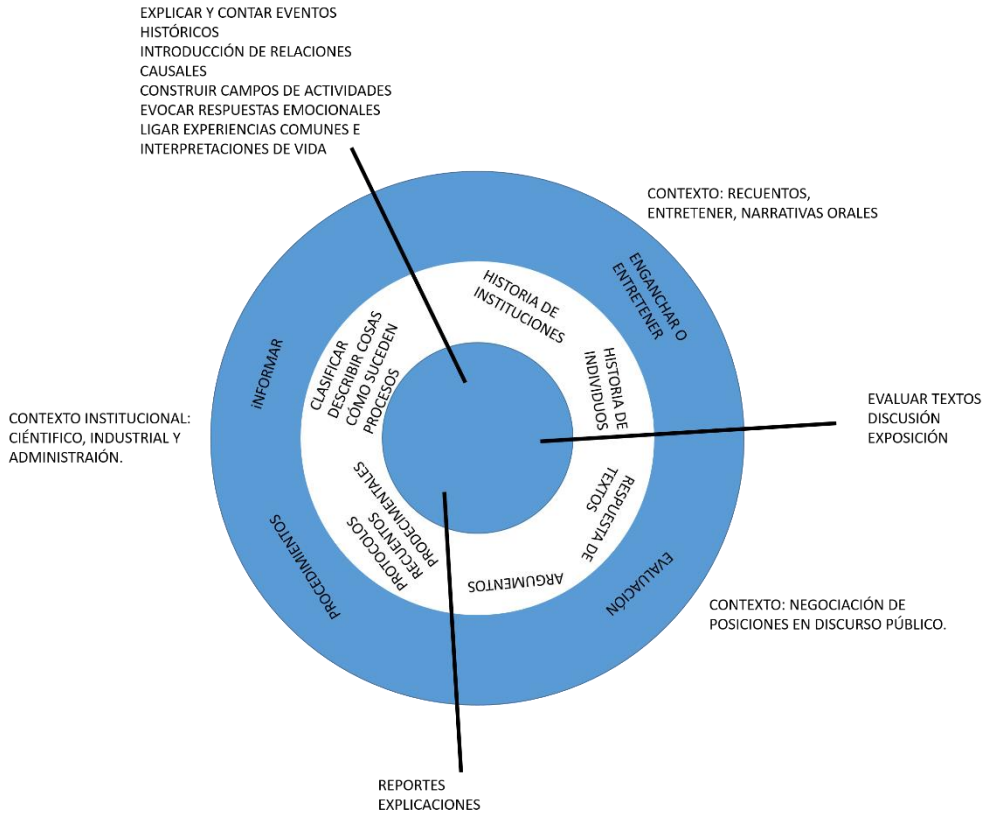 EXPLICAR Y CONTAR EVENTOS
HISTÓRICOS
INTRODUCCIÓN DE RELACIONES
CAUSALES
CONSTRUIR CAMPOS DE ACTIVIDADES
EVOCAR RESPUESTAS EMOCIONALES
LIGAR EXPERIENCIAS COMUNES E
INTERPRETACIONES DE VIDA
CONTEXTO: RECUENTOS,
ENTRETENER, NARRATIVAS ORALES
ENGANCHAR O
ENTRETENER
HISTORIA DE
INSTITUCIONES
HISTORIA DE
INDIVIDUOS
iNFORMAR
CLASIFICAR
DESCRIBIR COSAS
CÓMO SUCEDEN
PROCESOS
CONTEXTO INSTITUCIONAL:
CIÉNTIFICO, INDUSTRIAL Y
ADMINISTRAIÓN.
EVALUAR TEXTOS
DISCUSIÓN
EXPOSICIÓN
RESPUESTA DE
TEXTOS
PROCEDIMIENTOS
PROTOCOLOS
RECUENTOS
PRODECIMENTALES
ARGUMENTOS
EVALUACIÓN
CONTEXTO: NEGOCIACIÓN DE
POSICIONES EN DISCURSO PÚBLICO.
REPORTES
EXPLICACIONES